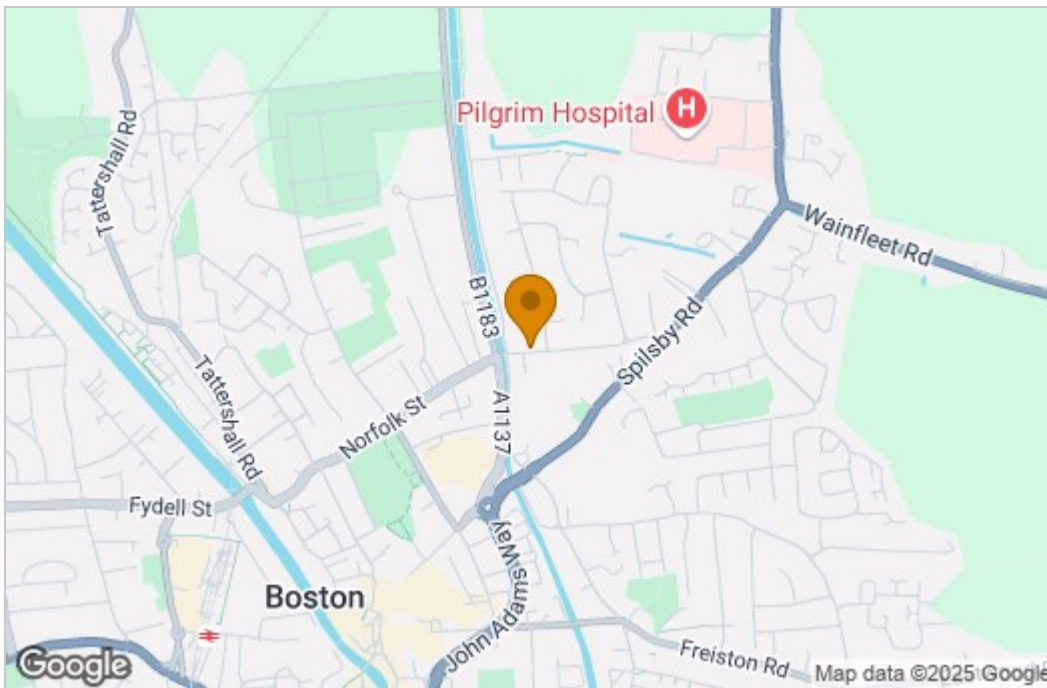 Tattershall Rd
Pilgrim Hospital
H
Wainfleet Rd
B1183
Spilsby Rd
Tattershall Rd
Norfolk St
A1137
Fydell St
John Adams Way
Boston
Freiston Rd
Google
Map data ©2025 Google